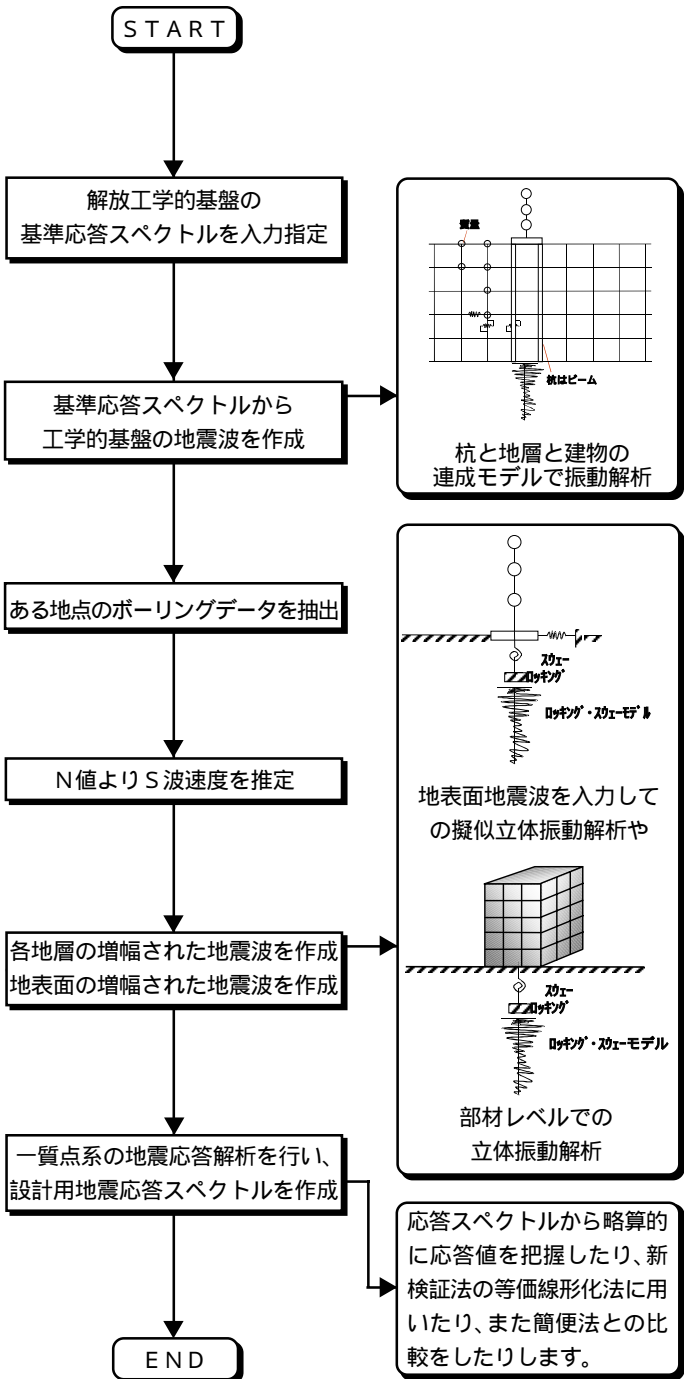 ＳＴＡＲＴ
解放工学的基盤の
基準応答スペクトルを入力指定
基準応答スペクトルから
工学的基盤の地震波を作成
ある地点のボーリングデータを抽出
Ｎ値よりＳ波速度を推定
各地層の増幅された地震波を作成
地表面の増幅された地震波を作成
一質点系の地震応答解析を行い、
設計用地震応答スペクトルを作成
ＥＮＤ
杭はビーム
杭と地層と建物の
連成モデルで振動解析
スウェー
ロッキング
ロッキング・スウェーモデル
地表面地震波を入力して
の擬似立体振動解析や
スウェー
ロッキング
ロッキング・スウェーモデル
部材レベルでの
立体振動解析
応答スペクトルから略算的
に応答値を把握したり、新
検証法の等価線形化法に用
いたり、また簡便法との比
較をしたりします。